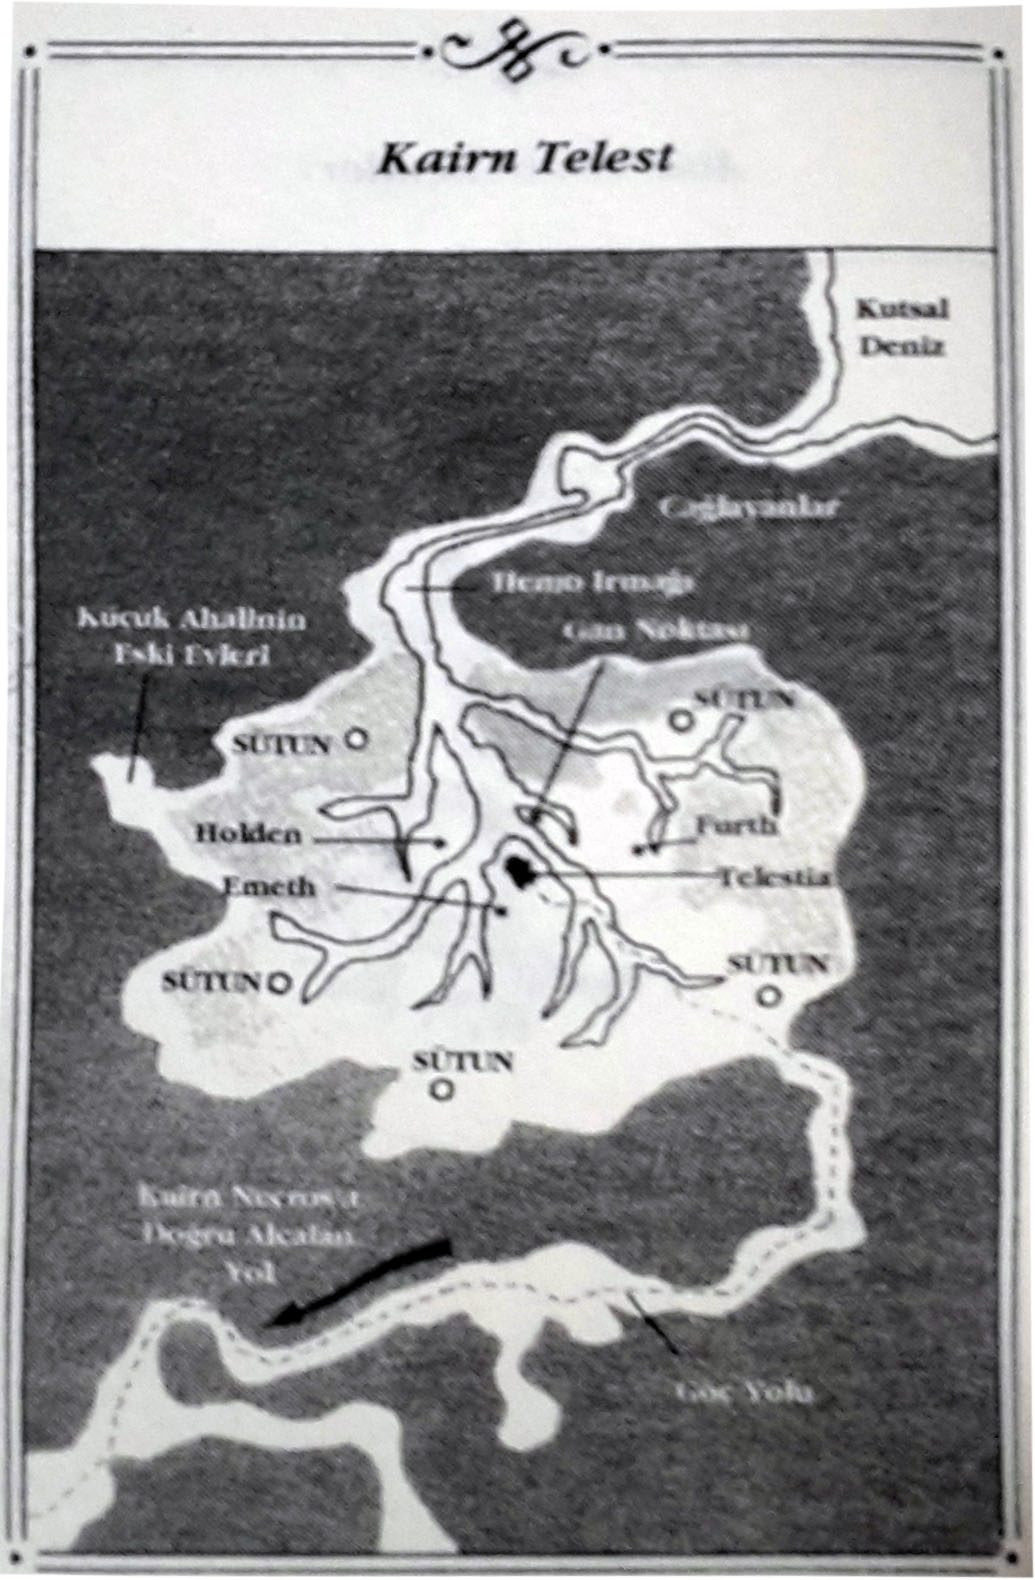 Kairn Telest
Kutsal
Deniz
Çağlayanlar
Hemo Irmağı
Gan Noktası
Küçük Ahalinin
Eski Evleri
SÜTUN
SÜTUN
Holden
Furth
Emeth
Telestia
SÜTUN
SÜTUN
SÜTUN
Kairn Necros'a
Doğru Alçalan
Yol
Göç Yolu